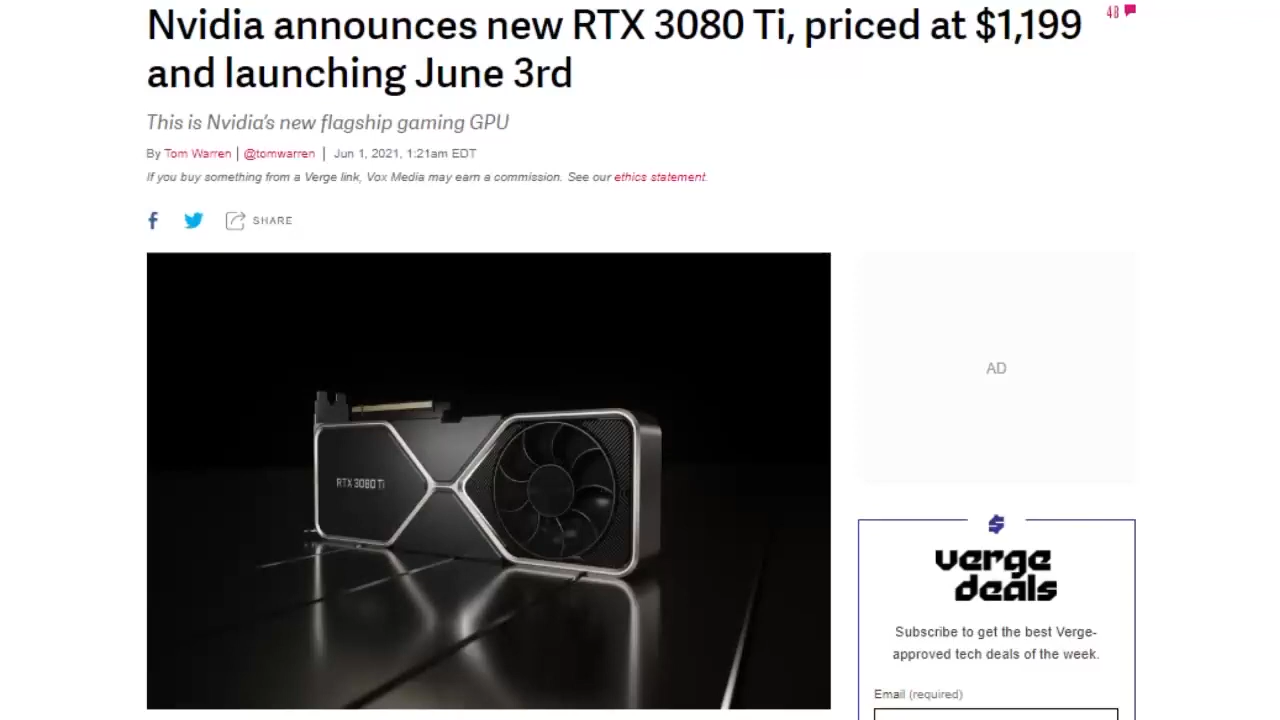 Nvidia announces new RTX 3080 Ti, priced at $1,199
and launching June 3rd
48
This is Nvidia's new flagship gaming GPU
By Tom Warren | @tomwarren | Jun 1, 2021, 1:21am EDT
If you buy something from a Verge link, Vox Media may earn a commission. See our ethics statement.
SHARE
RTX 3080 Ti
AD
verge
deals
Subscribe to get the best Verge-
approved tech deals of the week.
Email (required)